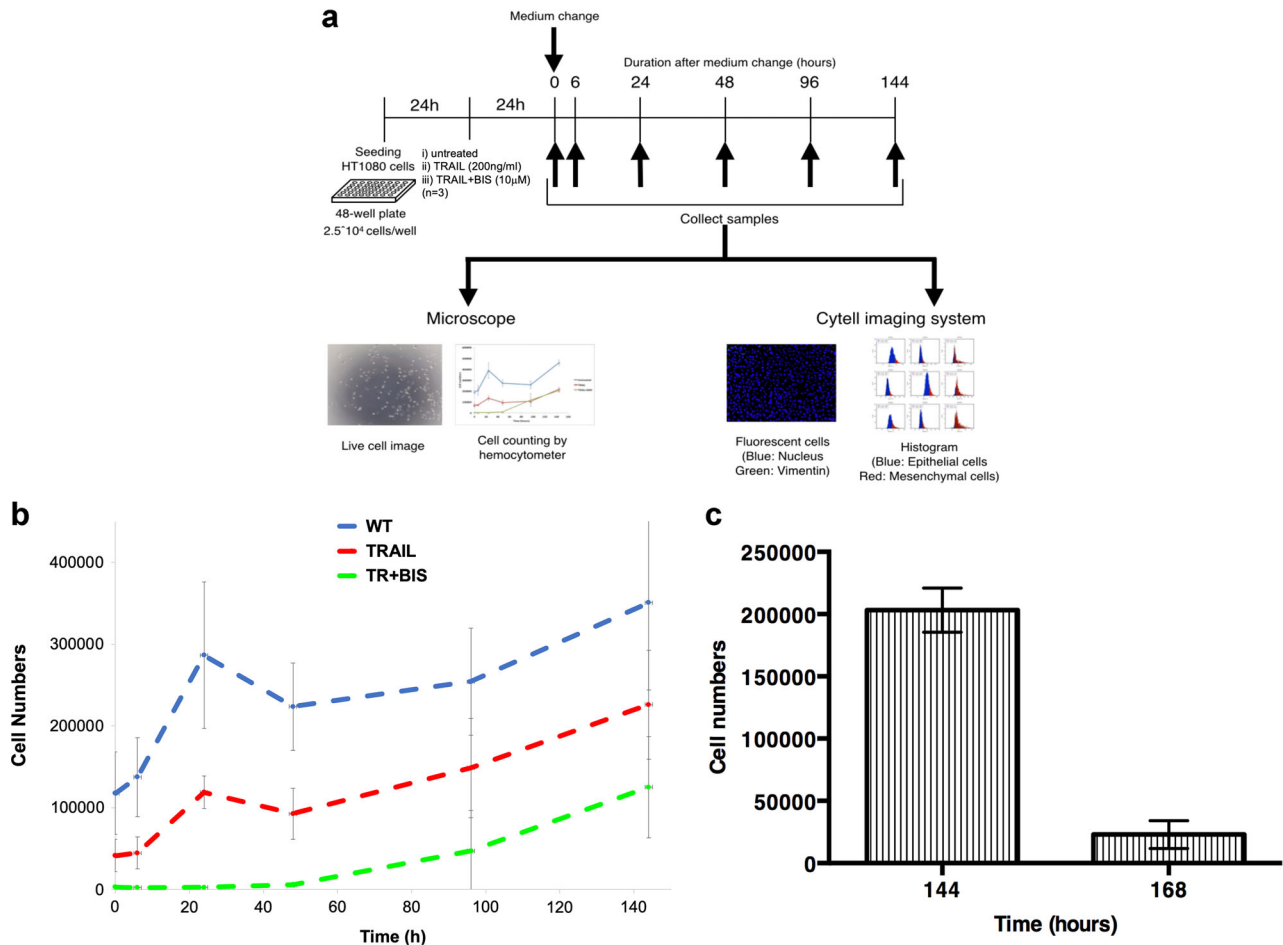 a
Medium change
Duration after medium change (hours)
0 6 24 48 96 144
24h 24h
Seeding
HT1080 cells
i) untreated
ii) TRAIL (200ng/ml)
iii) TRAIL+BIS (10μM)
(n=3)
48-well plate
2.5ˆ10⁴ cells/well
Collect samples
Microscope
Cytell imaging system
Live cell image
Cell counting by
hemocytometer
Fluorescent cells
(Blue: Nucleus
Green: Vimentin)
Histogram
(Blue: Epithelial cells
Red: Mesenchymal cells)
b
WT
TRAIL
TR+BIS
Cell Numbers
400000
300000
200000
100000
0
0 20 40 60 80 100 120 140
Time (h)
c
Cell numbers
250000
200000
150000
100000
50000
0
144 168
Time (hours)